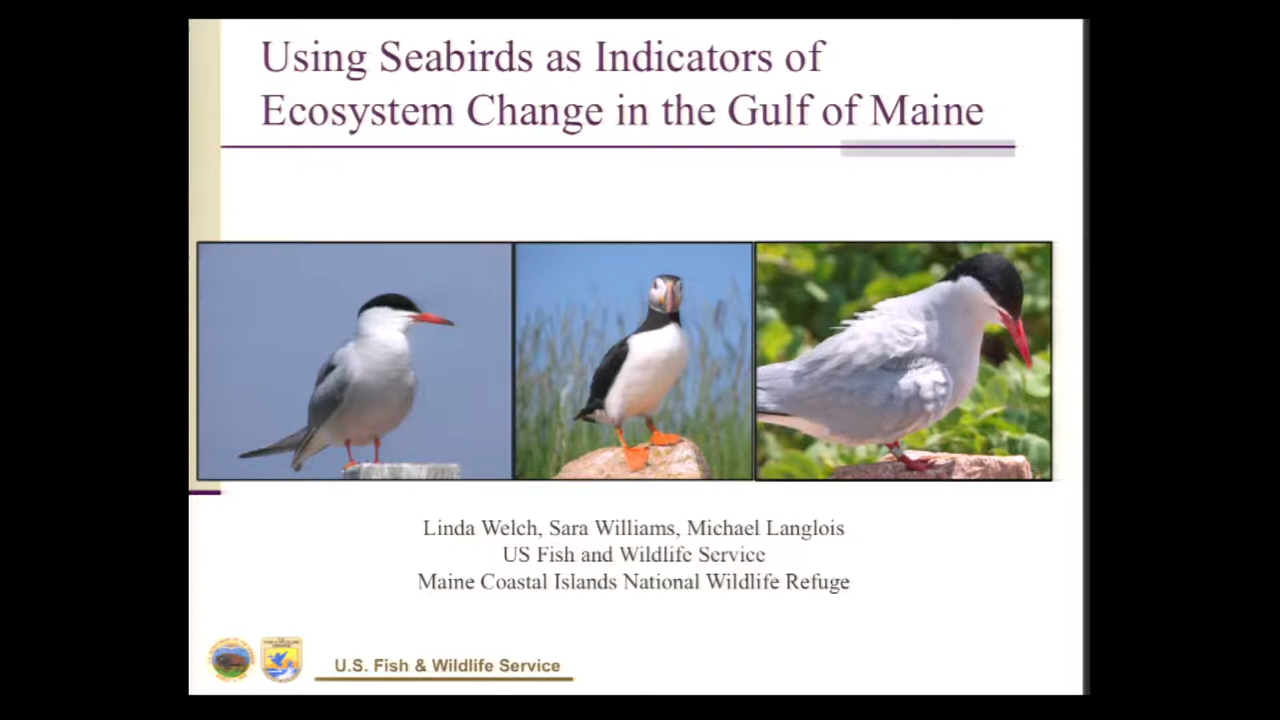 Using Seabirds as Indicators of
Ecosystem Change in the Gulf of Maine
Linda Welch, Sara Williams, Michael Langlois
US Fish and Wildlife Service
Maine Coastal Islands National Wildlife Refuge
U.S. Fish & Wildlife Service